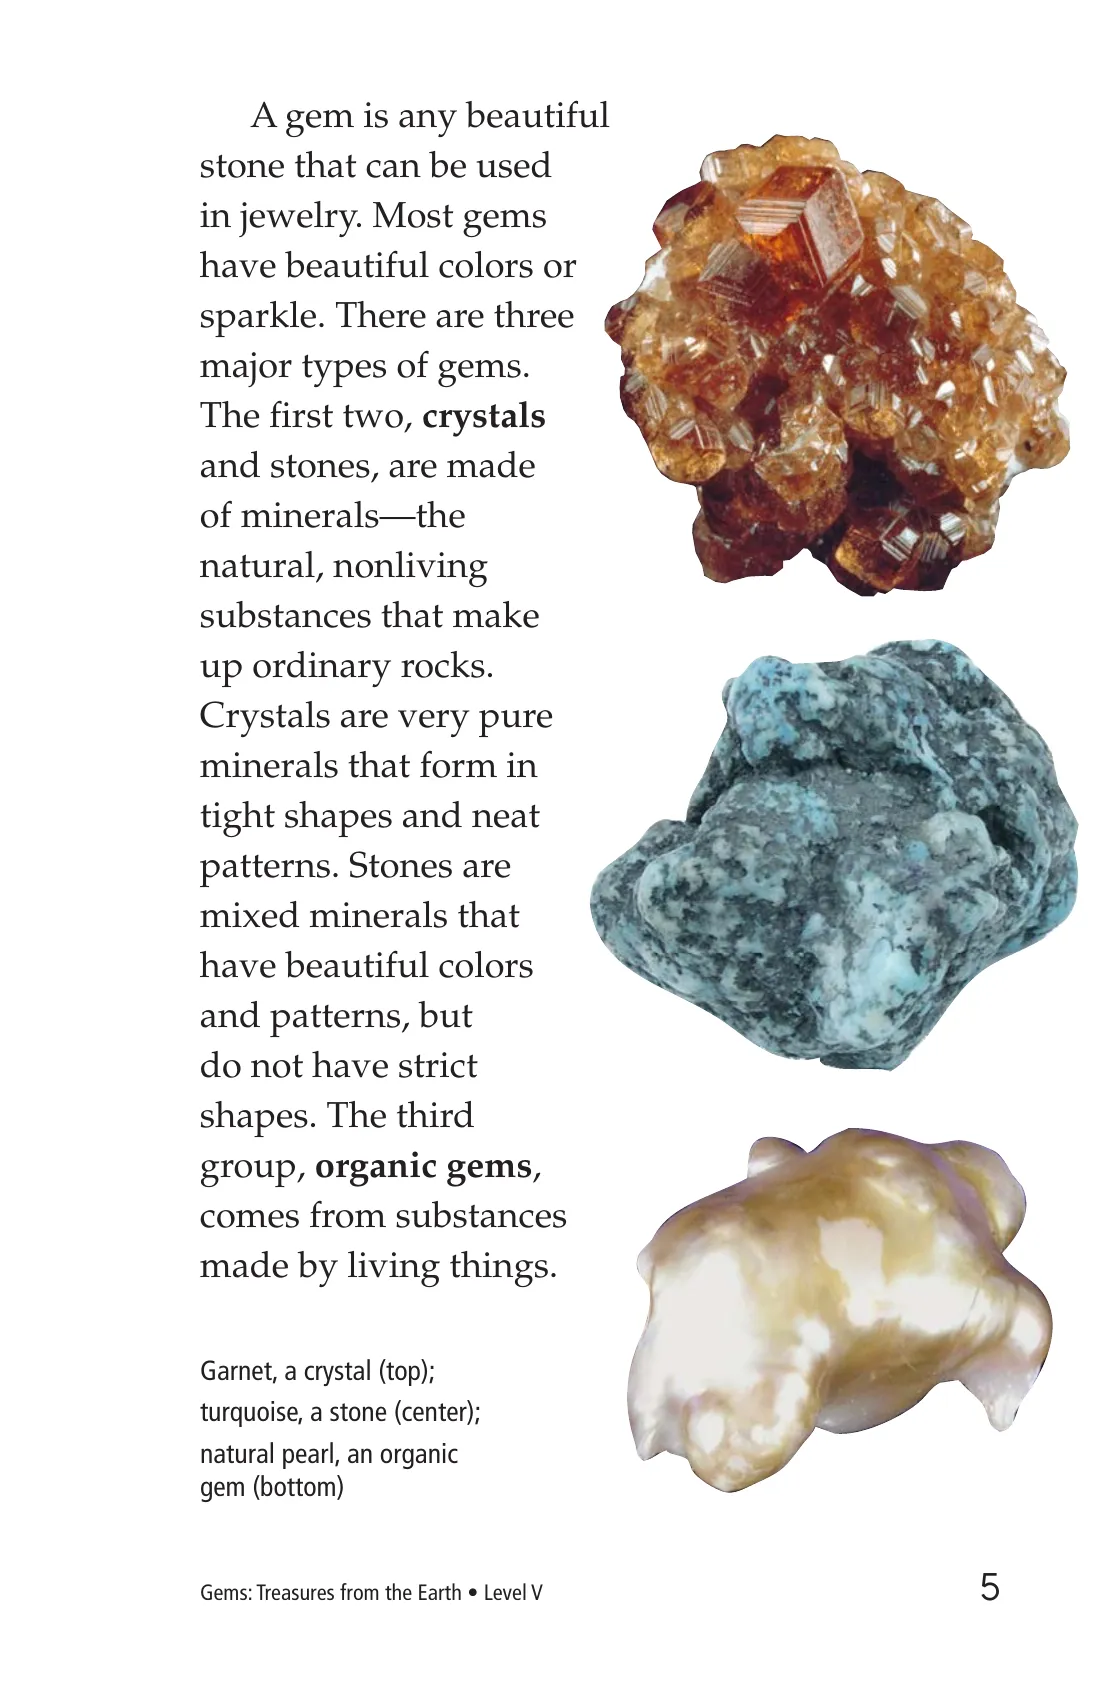 A gem is any beautiful
stone that can be used
in jewelry. Most gems
have beautiful colors or
sparkle. There are three
major types of gems.
The first two, crystals
and stones, are made
of minerals—the
natural, nonliving
substances that make
up ordinary rocks.
Crystals are very pure
minerals that form in
tight shapes and neat
patterns. Stones are
mixed minerals that
have beautiful colors
and patterns, but
do not have strict
shapes. The third
group, organic gems,
comes from substances
made by living things.
Garnet, a crystal (top);
turquoise, a stone (center);
natural pearl, an organic
gem (bottom)
Gems: Treasures from the Earth • Level V
5